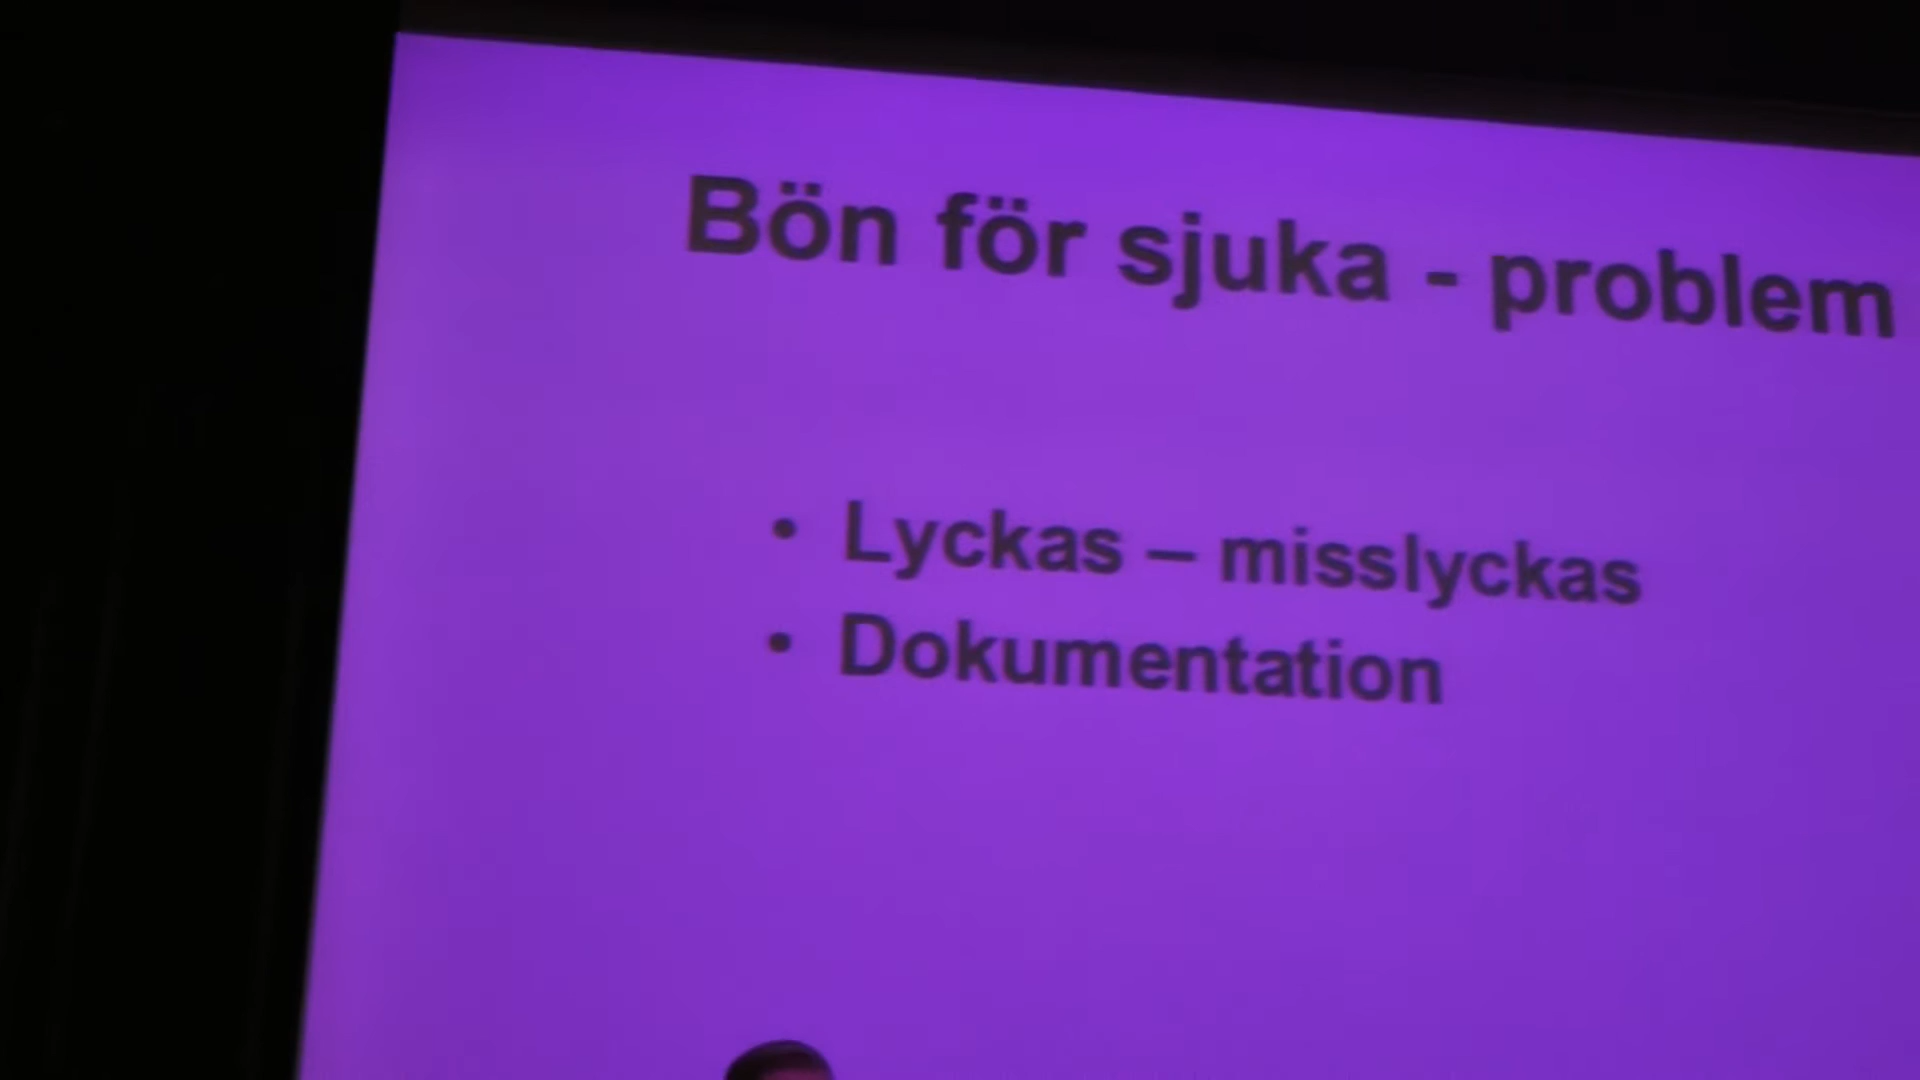 Bön för sjuka - problem
• Lyckas – misslyckas
• Dokumentation